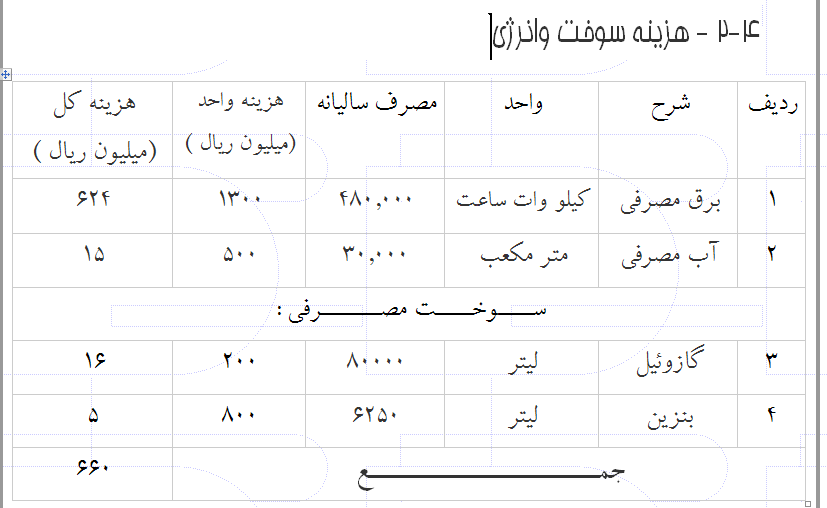 ۲-۴ - هزینه سوخت وانرژی
ردیف شرح واحد مصرف سالیانه هزینه واحد (میلیون ریال ) هزینه کل (میلیون ریال )
۱ برق مصرفی کیلو وات ساعت ۴۸۰,۰۰۰ ۱۳۰۰ ۶۲۴
۲ آب مصرفی متر مکعب ۳۰,۰۰۰ ۵۰۰ ۱۵
ســـوخـــت مصـــــرفی :
۳ گازوئیل لیتر ۸۰۰۰۰ ۲۰۰ ۱۶
۴ بنزین لیتر ۶۲۵۰ ۸۰۰ ۵
جمـــــــــــــــــــــع ۶۶۰